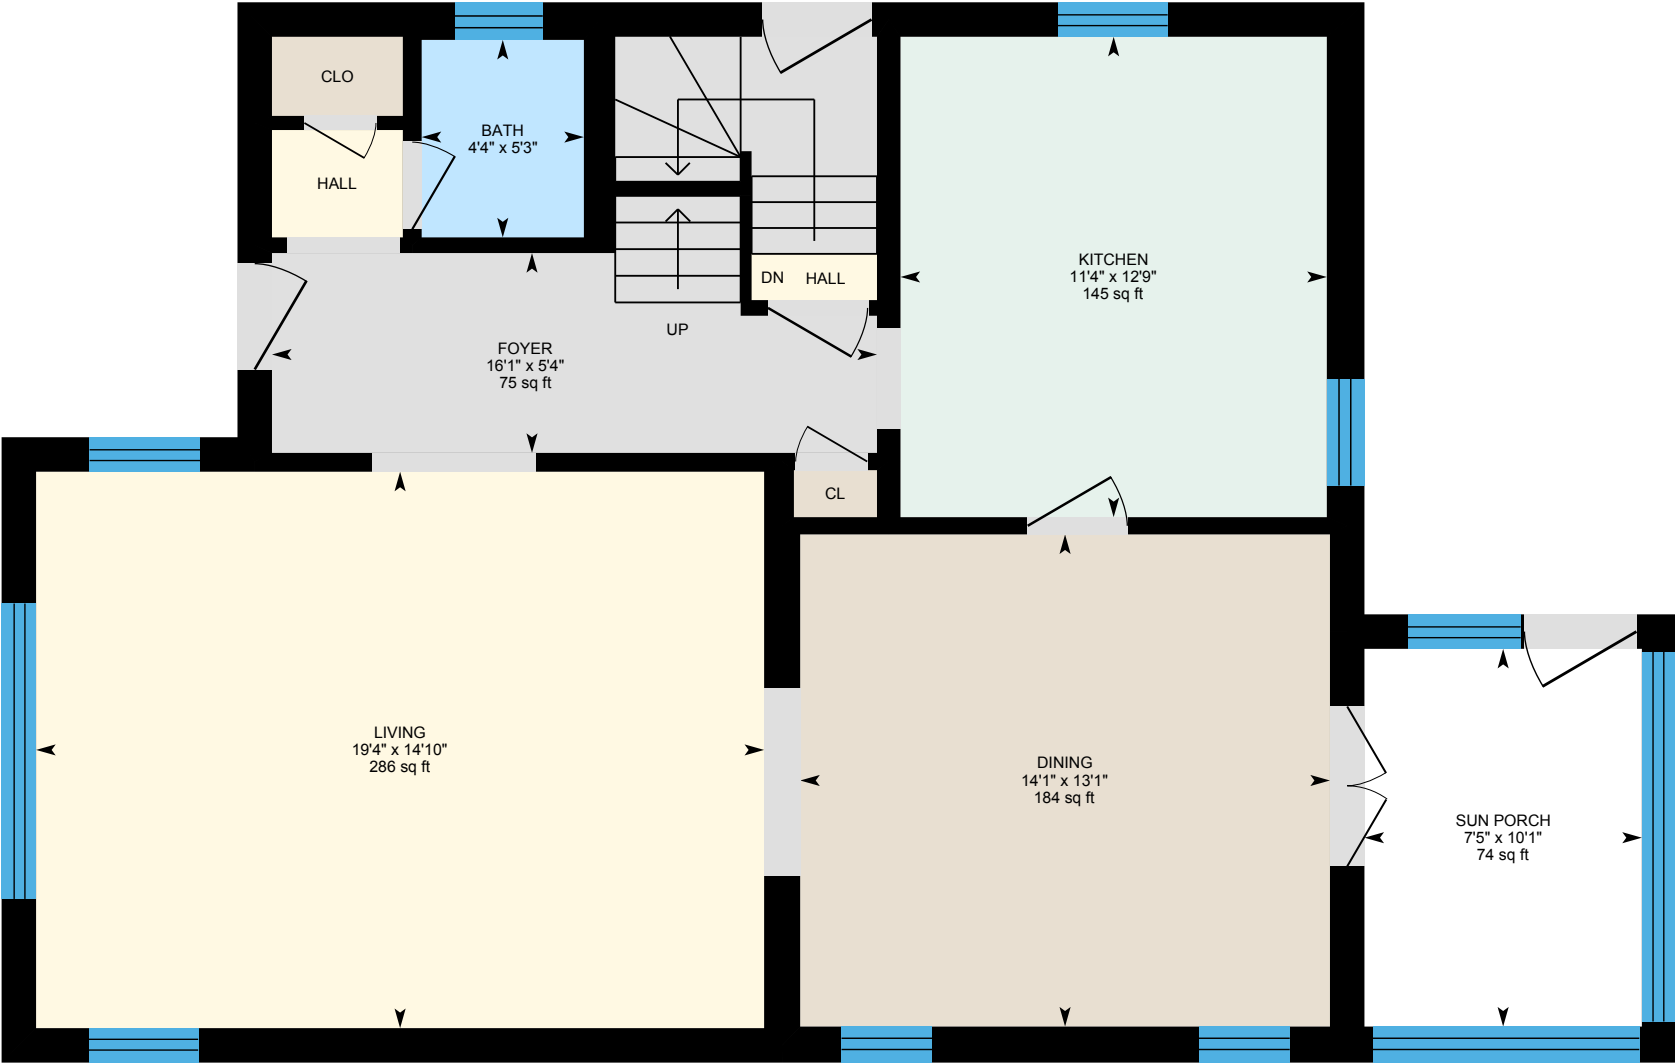 CLO
BATH
4'4" x 5'3"
HALL
KITCHEN
11'4" x 12'9"
145 sq ft
DN HALL
UP
FOYER
16'1" x 5'4"
75 sq ft
CL
LIVING
19'4" x 14'10"
286 sq ft
DINING
14'1" x 13'1"
184 sq ft
SUN PORCH
7'5" x 10'1"
74 sq ft